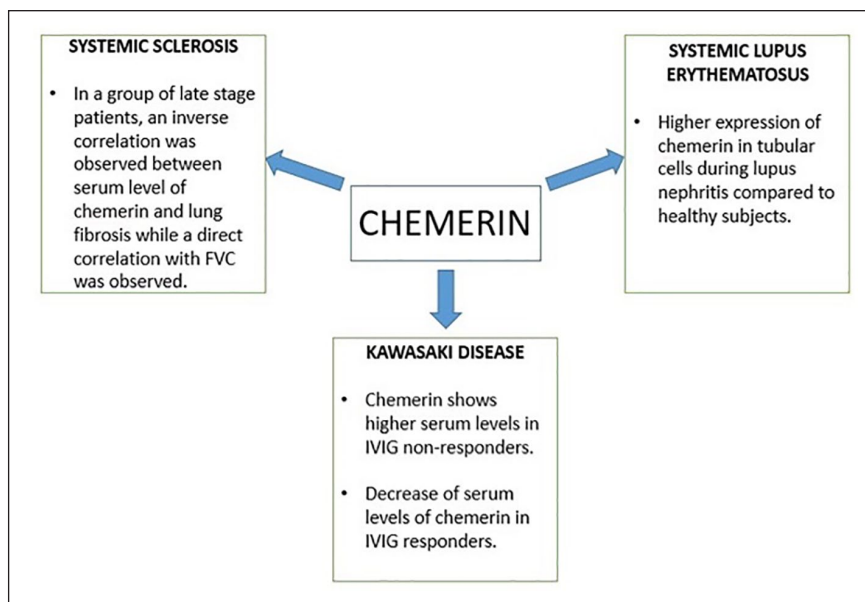 SYSTEMIC SCLEROSIS
• In a group of late stage
patients, an inverse
correlation was
observed between
serum level of
chemerin and lung
fibrosis while a direct
correlation with FVC
was observed.
SYSTEMIC LUPUS
ERYTHEMATOSUS
• Higher expression of
chemerin in tubular
cells during lupus
nephritis compared to
healthy subjects.
CHEMERIN
KAWASAKI DISEASE
• Chemerin shows
higher serum levels in
IVIG non-responders.
• Decrease of serum
levels of chemerin in
IVIG responders.